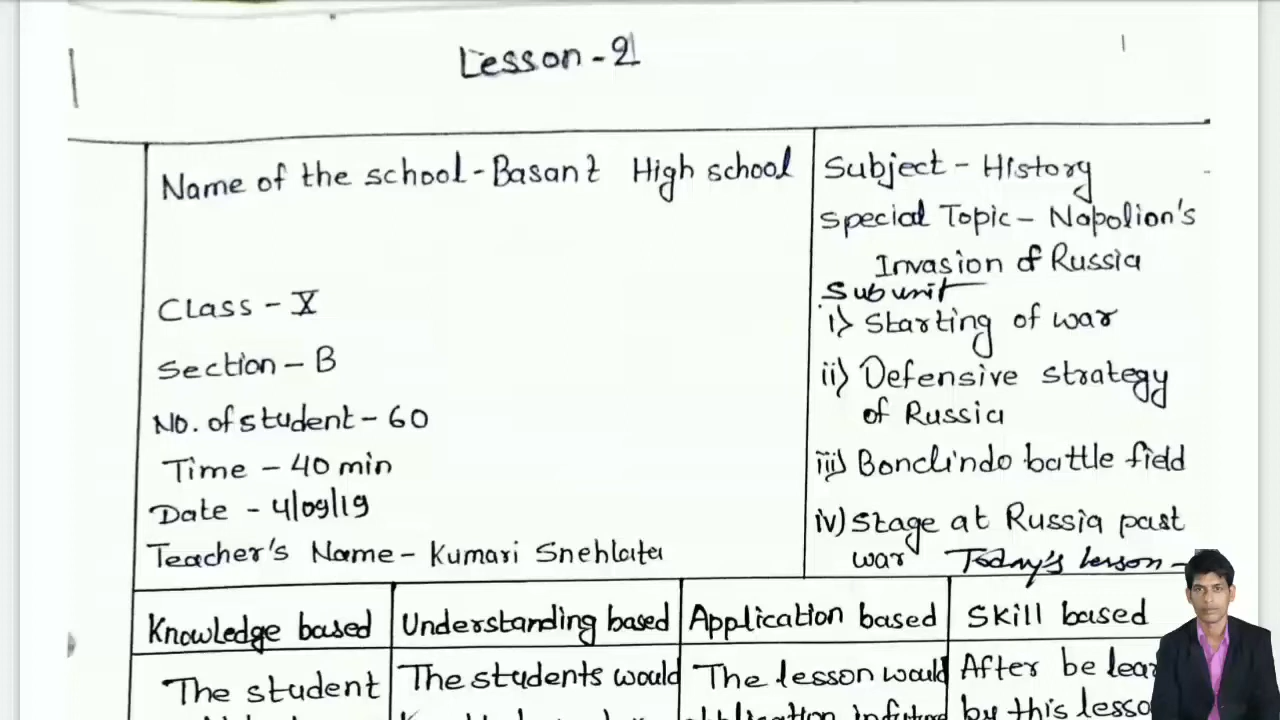 Lesson - 2
Name of the school - Basant High school
Class - X
Section - B
No. of student - 60
Time - 40 min
Date - 4/09/19
Teacher's Name - Kumari Snehlata
Subject - History
Special Topic - Napolion's
Invasion of Russia
Subunit
i) Starting of war
ii) Defensive strategy
of Russia
iii) Bonclindo battle field
iv) Stage at Russia past
war Today's lesson -
Knowledge based
Understanding based
Application based
Skill based
The student
The students would
The lesson would
After be lear
by this lesso